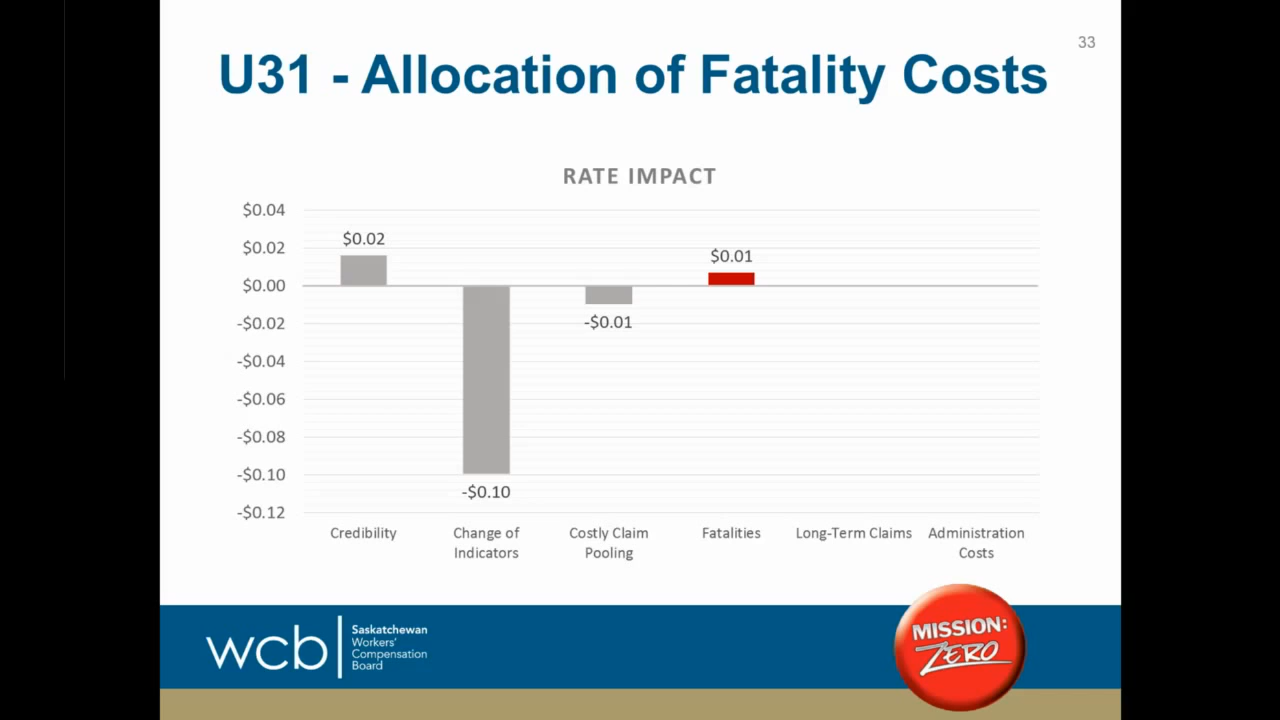 33
U31 - Allocation of Fatality Costs
RATE IMPACT
$0.04
$0.02
$0.00
-$0.02
-$0.04
-$0.06
-$0.08
-$0.10
-$0.12
$0.02
-$0.10
-$0.01
$0.01
Credibility
Change of
Indicators
Costly Claim
Pooling
Fatalities
Long-Term Claims
Administration
Costs
wcb
Saskatchewan
Workers'
Compensation
Board
MISSION:
ZERO